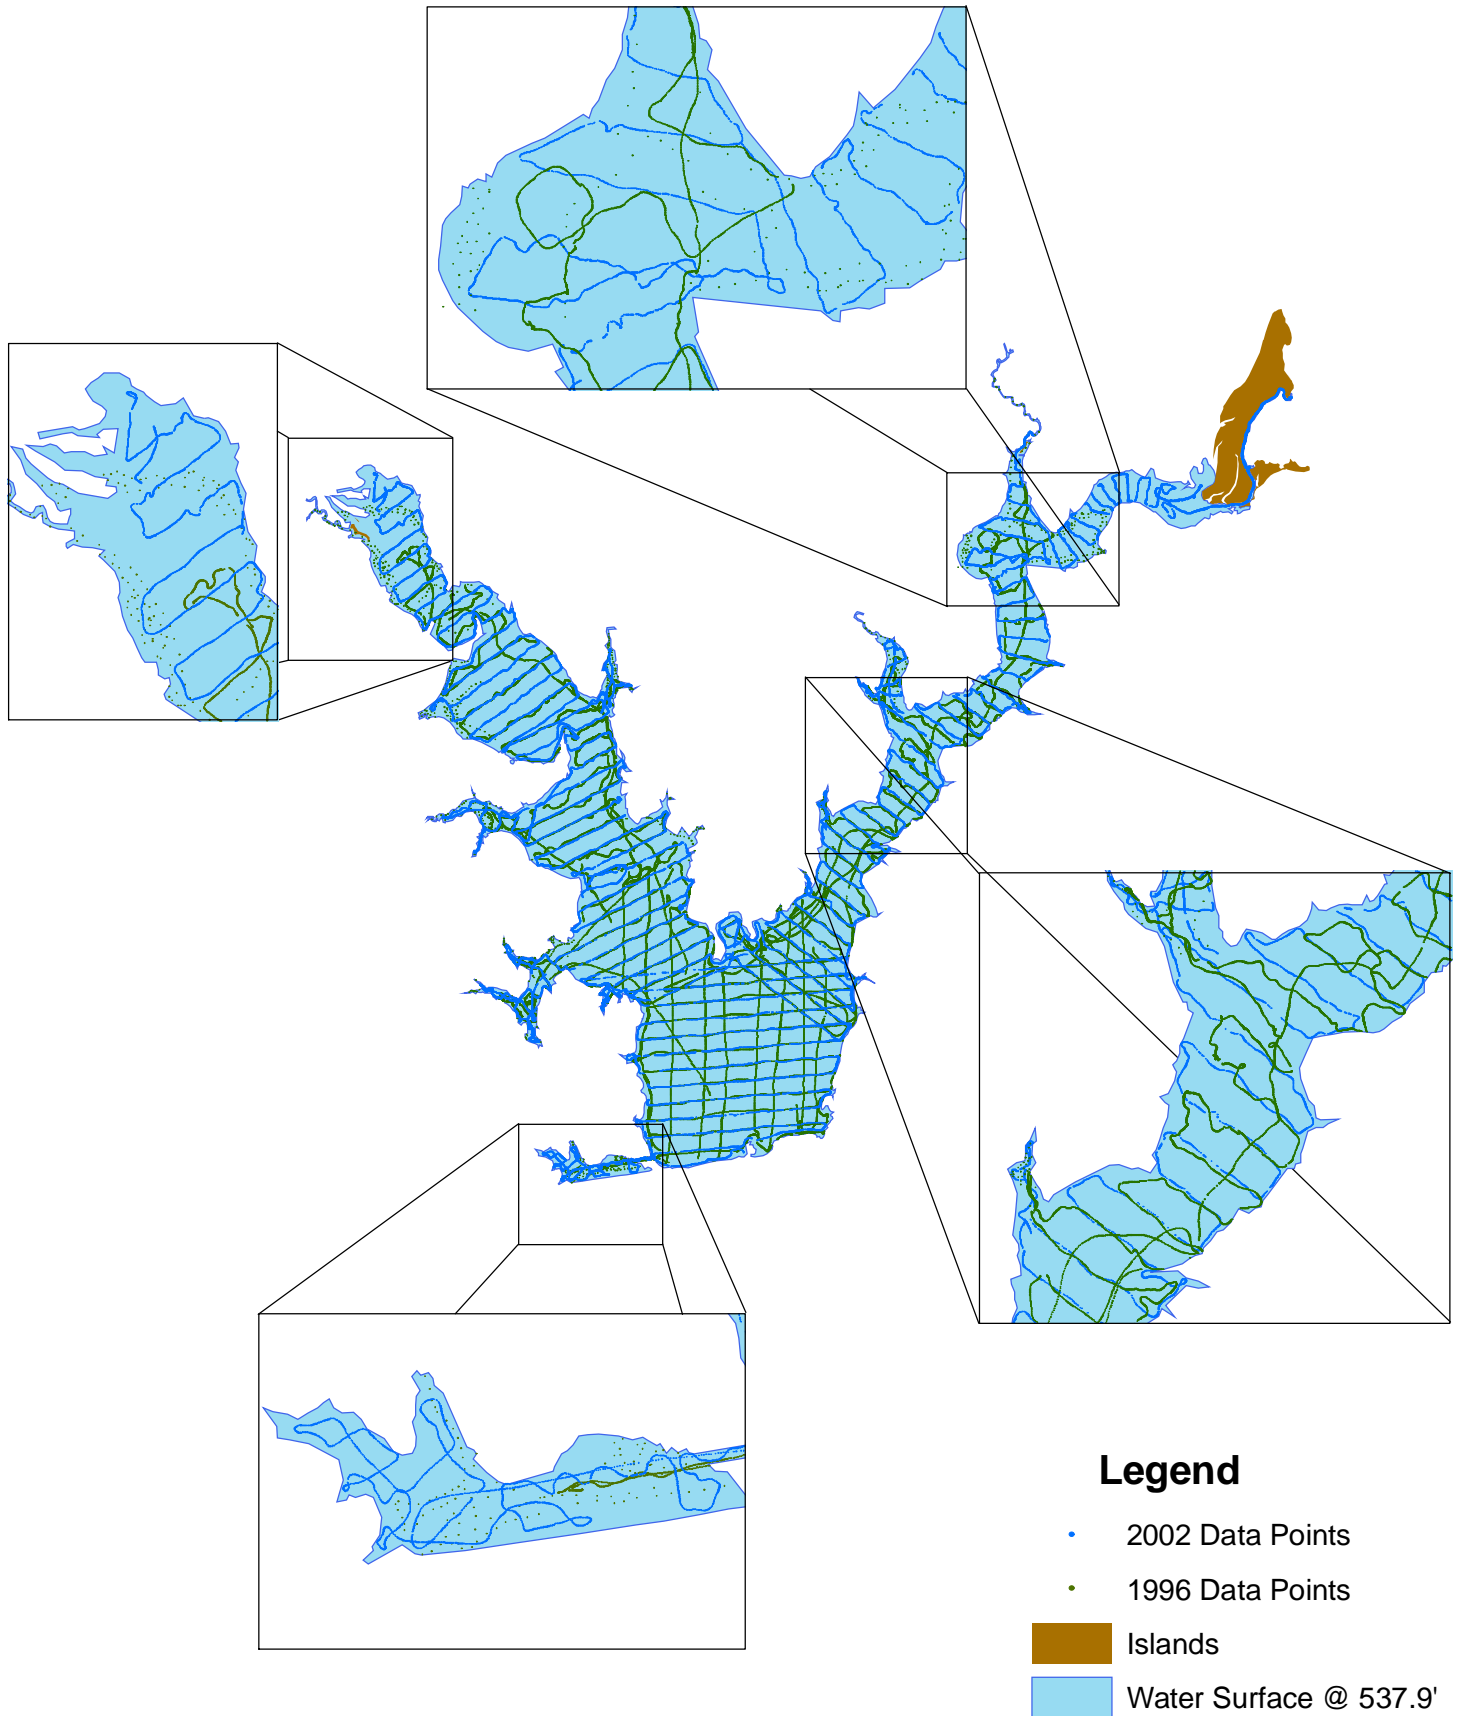 Legend
2002 Data Points
1996 Data Points
Islands
Water Surface @ 537.9'